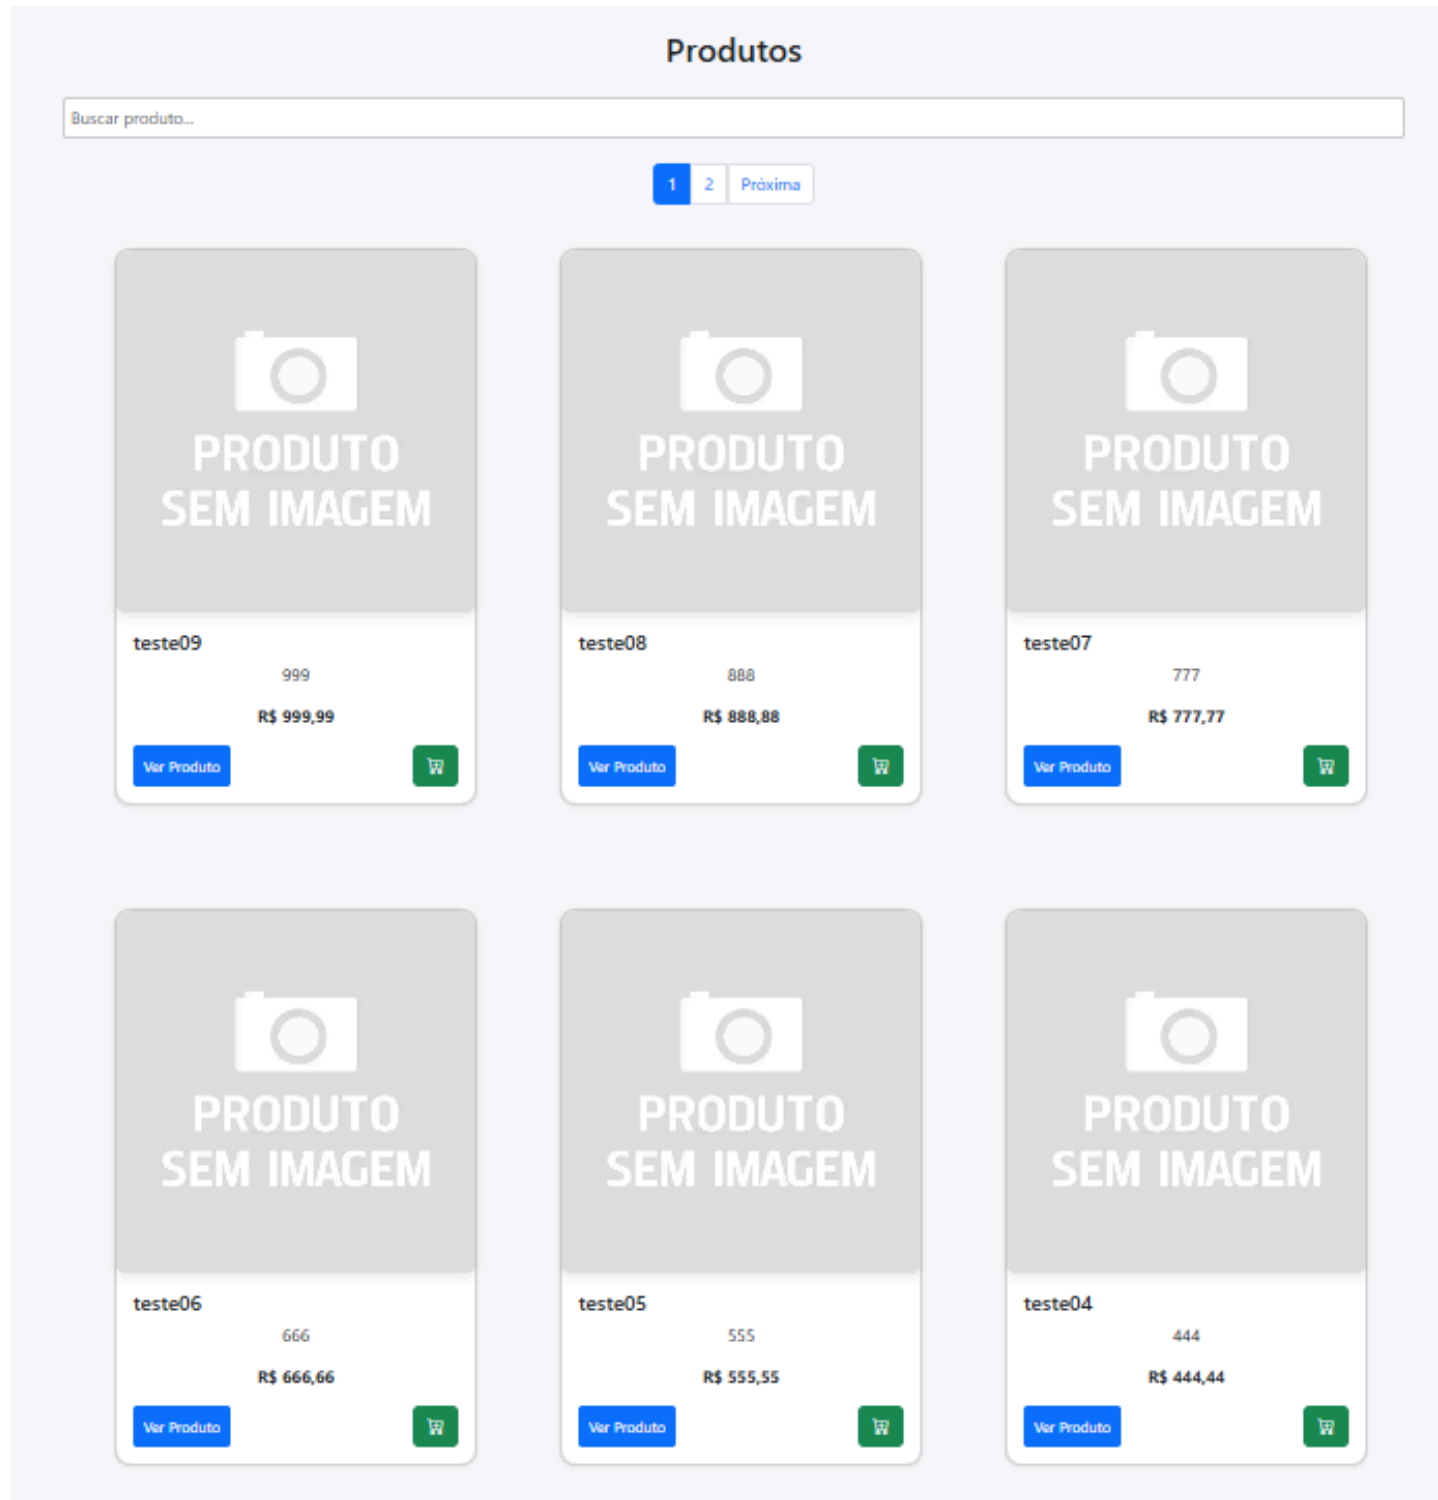 Produtos
Buscar produto...
1 2 Próxima
PRODUTO
SEM IMAGEM
PRODUTO
SEM IMAGEM
PRODUTO
SEM IMAGEM
teste09
999
R$ 999,99
Ver Produto
teste08
888
R$ 888,88
Ver Produto
teste07
777
R$ 777,77
Ver Produto
PRODUTO
SEM IMAGEM
PRODUTO
SEM IMAGEM
PRODUTO
SEM IMAGEM
teste06
666
R$ 666,66
Ver Produto
teste05
555
R$ 555,55
Ver Produto
teste04
444
R$ 444,44
Ver Produto